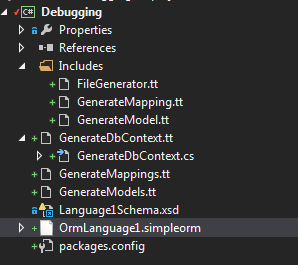 C# Debugging
Properties
References
Includes
FileGenerator.tt
GenerateMapping.tt
GenerateModel.tt
GenerateDbContext.tt
GenerateDbContext.cs
GenerateMappings.tt
GenerateModels.tt
Language1Schema.xsd
OrmLanguage1.simpleorm
packages.config